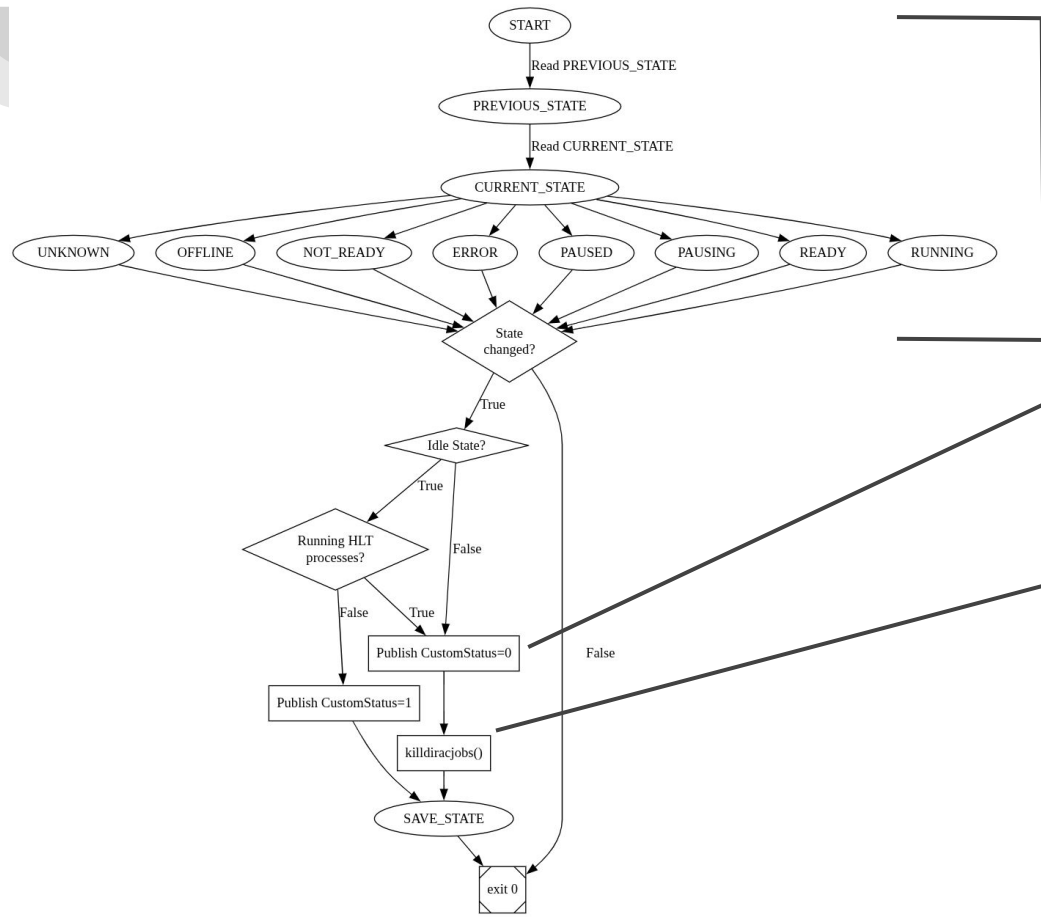 START
Read PREVIOUS_STATE
PREVIOUS_STATE
Read CURRENT_STATE
CURRENT_STATE
UNKNOWN
OFFLINE
NOT_READY
ERROR
PAUSED
PAUSING
READY
RUNNING
State
changed?
True
Idle State?
True
Running HLT
processes?
False
False
True
Publish CustomStatus=0
False
Publish CustomStatus=1
killdiracjobs()
SAVE_STATE
exit 0